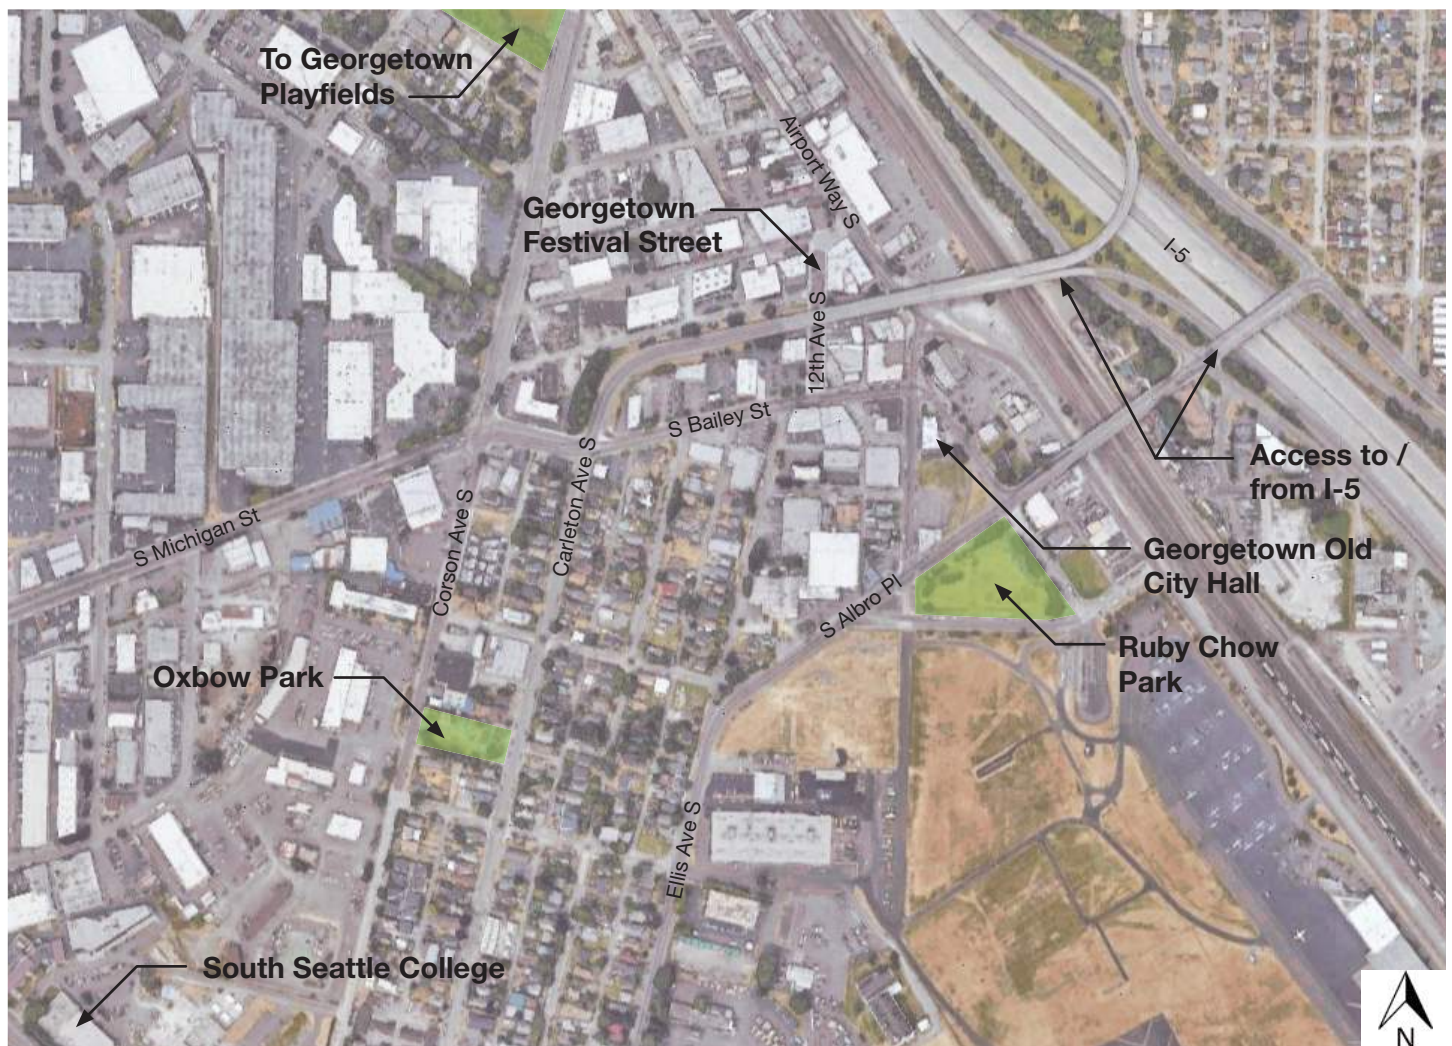 To Georgetown
Playfields
Airport Way S
Georgetown
Festival Street
I-5
12th Ave S
S Bailey St
Carleton Ave S
Access to /
from I-5
S Michigan St
Corson Ave S
Georgetown Old
City Hall
S Albro Pl
Ruby Chow
Park
Oxbow Park
Ellis Ave S
South Seattle College
N